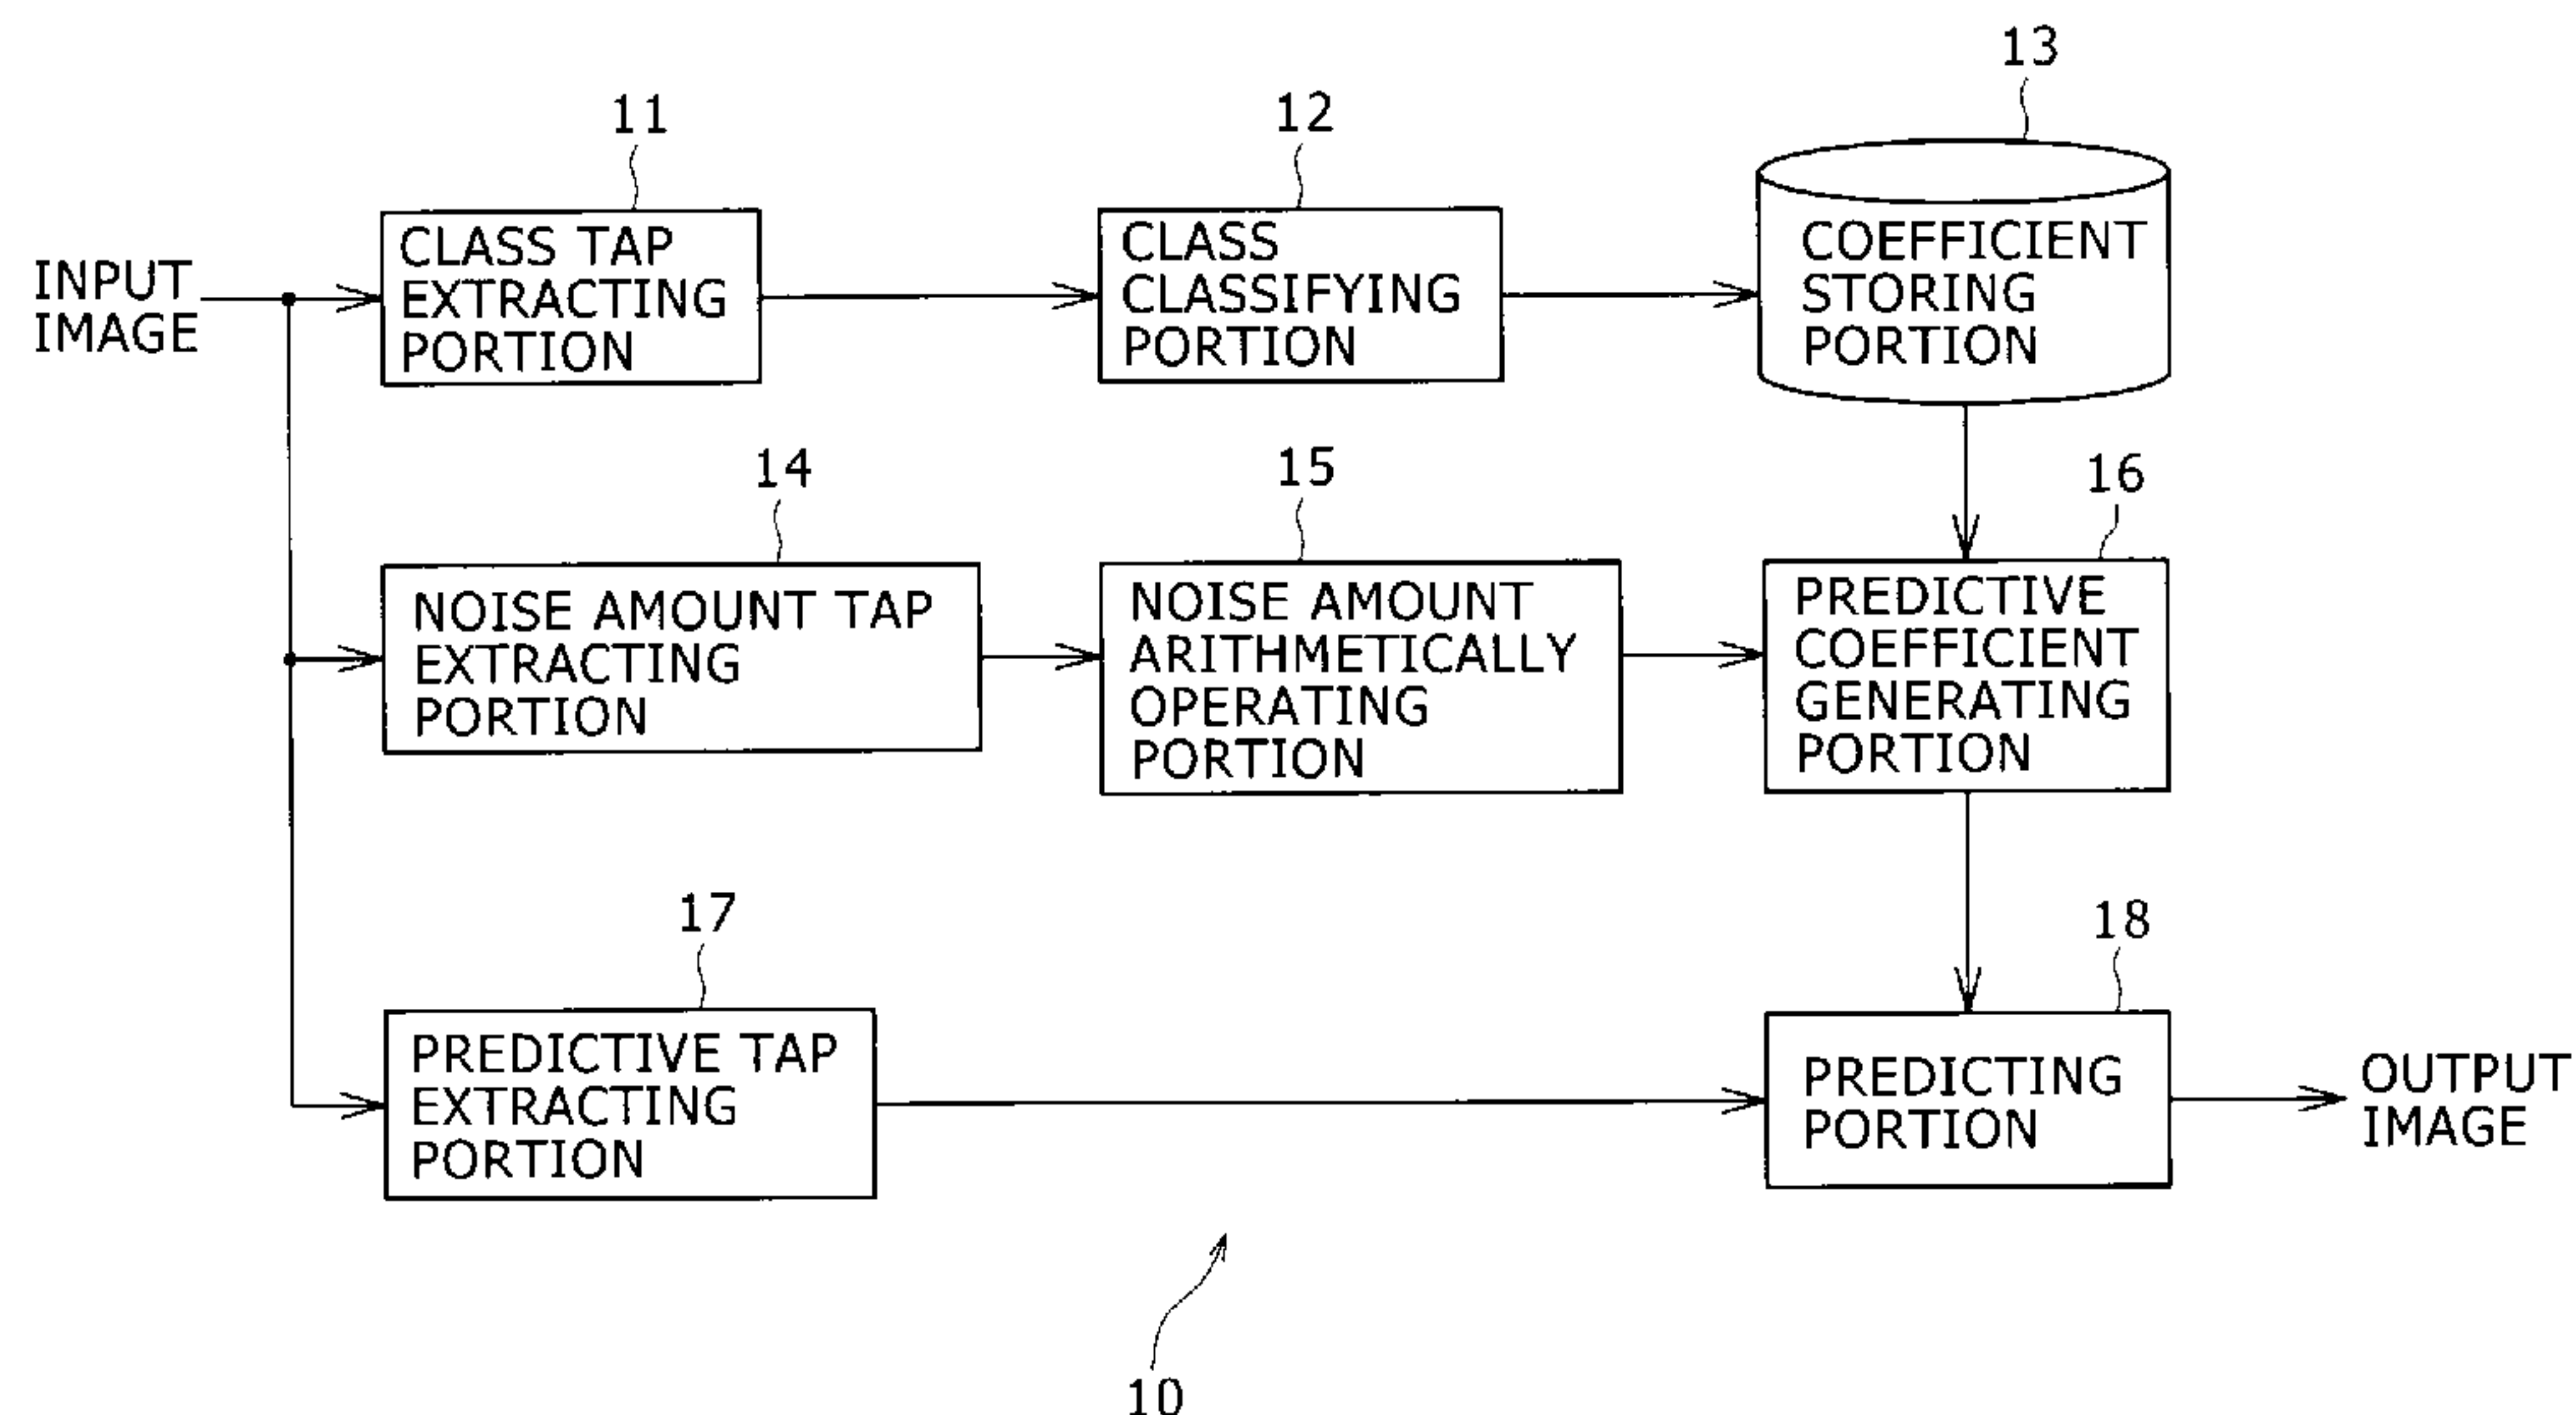 13
11
12
INPUT
IMAGE
CLASS TAP
EXTRACTING
PORTION
CLASS
CLASSIFYING
PORTION
COEFFICIENT
STORING
PORTION
14
15
16
NOISE AMOUNT TAP
EXTRACTING
PORTION
NOISE AMOUNT
ARITHMETICALLY
OPERATING
PORTION
PREDICTIVE
COEFFICIENT
GENERATING
PORTION
17
18
PREDICTIVE TAP
EXTRACTING
PORTION
PREDICTING
PORTION
OUTPUT
IMAGE
10